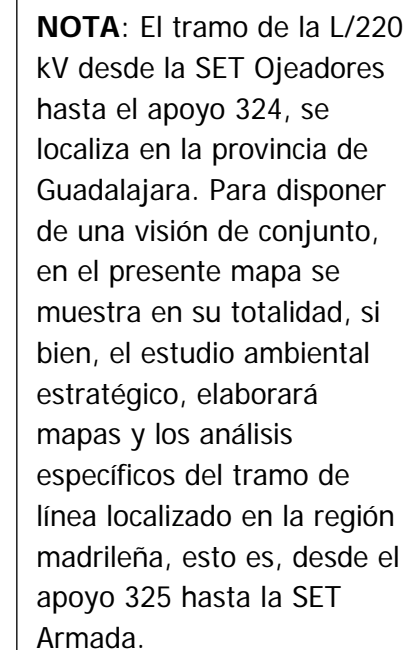 NOTA: El tramo de la L/220
kV desde la SET Ojeadores
hasta el apoyo 324, se
localiza en la provincia de
Guadalajara. Para disponer
de una visión de conjunto,
en el presente mapa se
muestra en su totalidad, si
bien, el estudio ambiental
estratégico, elaborará
mapas y los análisis
específicos del tramo de
línea localizado en la región
madrileña, esto es, desde el
apoyo 325 hasta la SET
Armada.